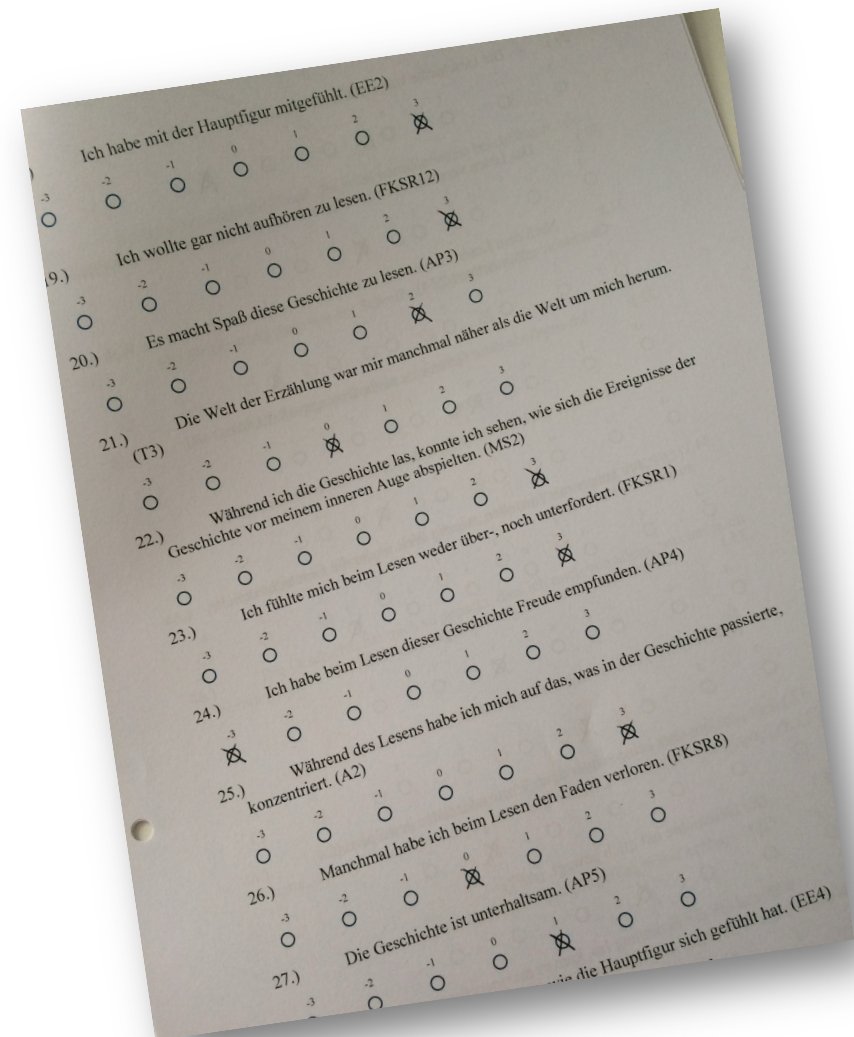 ) Ich habe mit der Hauptfigur mitgefühlt. (EE2)
-3 -2 -1 0 1 2 3
9.) Ich wollte gar nicht aufhören zu lesen. (FKSR12)
-3 -2 -1 0 1 2 3
20.) Es macht Spaß diese Geschichte zu lesen. (AP3)
-3 -2 -1 0 1 2 3
21.) Die Welt der Erzählung war mir manchmal näher als die Welt um mich herum.
(T3)
-3 -2 -1 0 1 2 3
22.) Während ich die Geschichte las, konnte ich sehen, wie sich die Ereignisse der
Geschichte vor meinem inneren Auge abspielten. (MS2)
-3 -2 -1 0 1 2 3
23.) Ich fühlte mich beim Lesen weder über-, noch unterfordert. (FKSR1)
-3 -2 -1 0 1 2 3
24.) Ich habe beim Lesen dieser Geschichte Freude empfunden. (AP4)
-3 -2 -1 0 1 2 3
25.) Während des Lesens habe ich mich auf das, was in der Geschichte passierte,
konzentriert. (A2)
-3 -2 -1 0 1 2 3
26.) Manchmal habe ich beim Lesen den Faden verloren. (FKSR8)
-3 -2 -1 0 1 2 3
27.) Die Geschichte ist unterhaltsam. (AP5)
-3 -2 -1 0 1 2 3
die Hauptfigur sich gefühlt hat. (EE4)